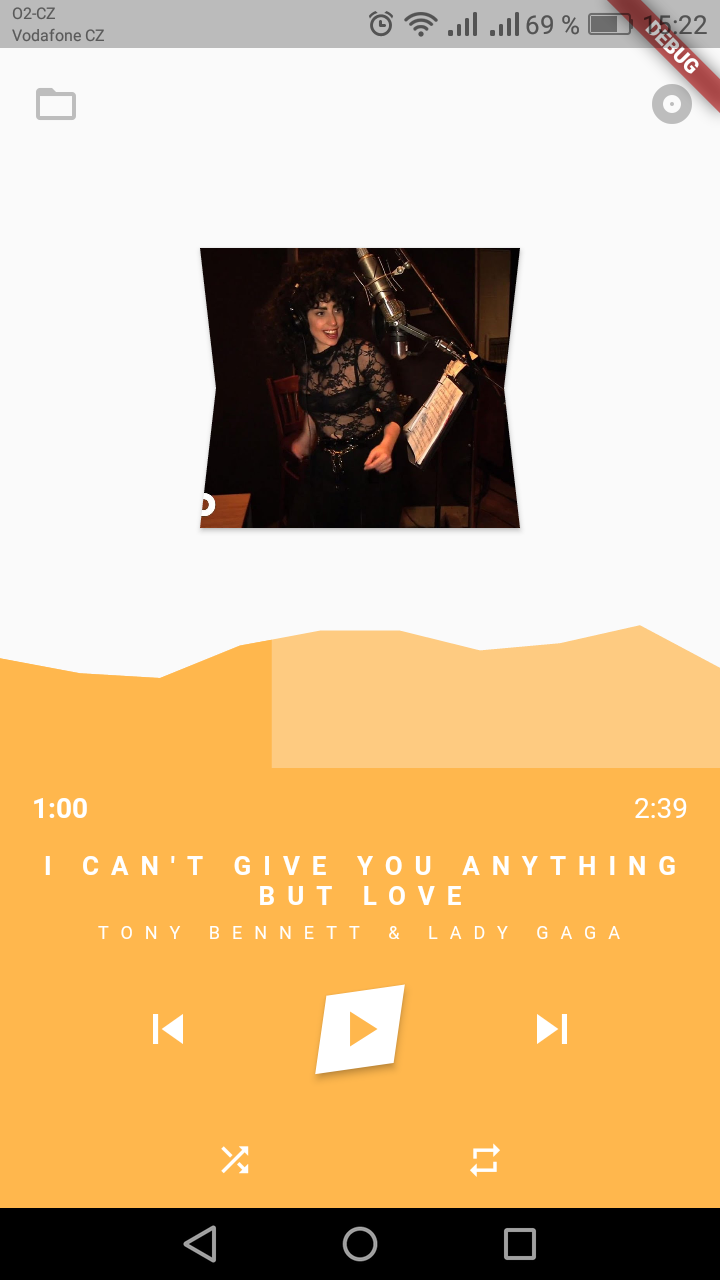 O2-CZ
Vodafone CZ
69 %
15:22
DEBUG
1:00
2:39
I CAN'T GIVE YOU ANYTHING
BUT LOVE
TONY BENNETT & LADY GAGA